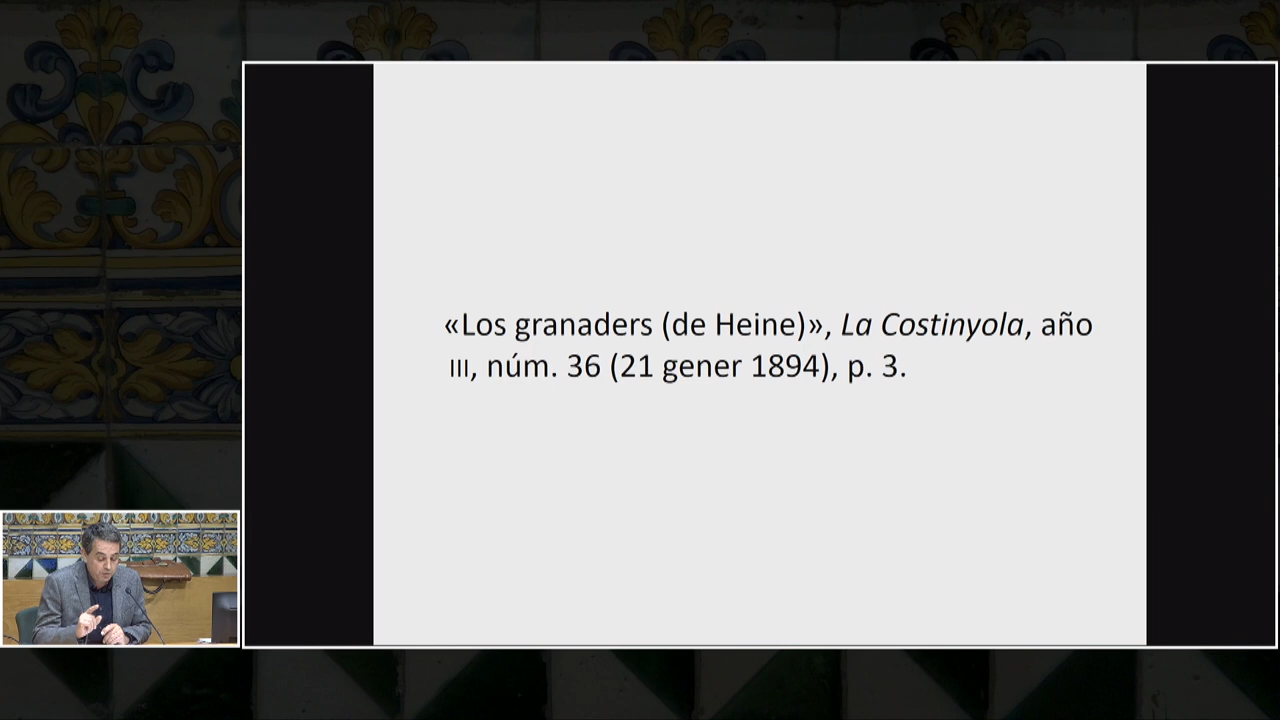 «Los granaders (de Heine)», La Costinyola, año
III, núm. 36 (21 gener 1894), p. 3.